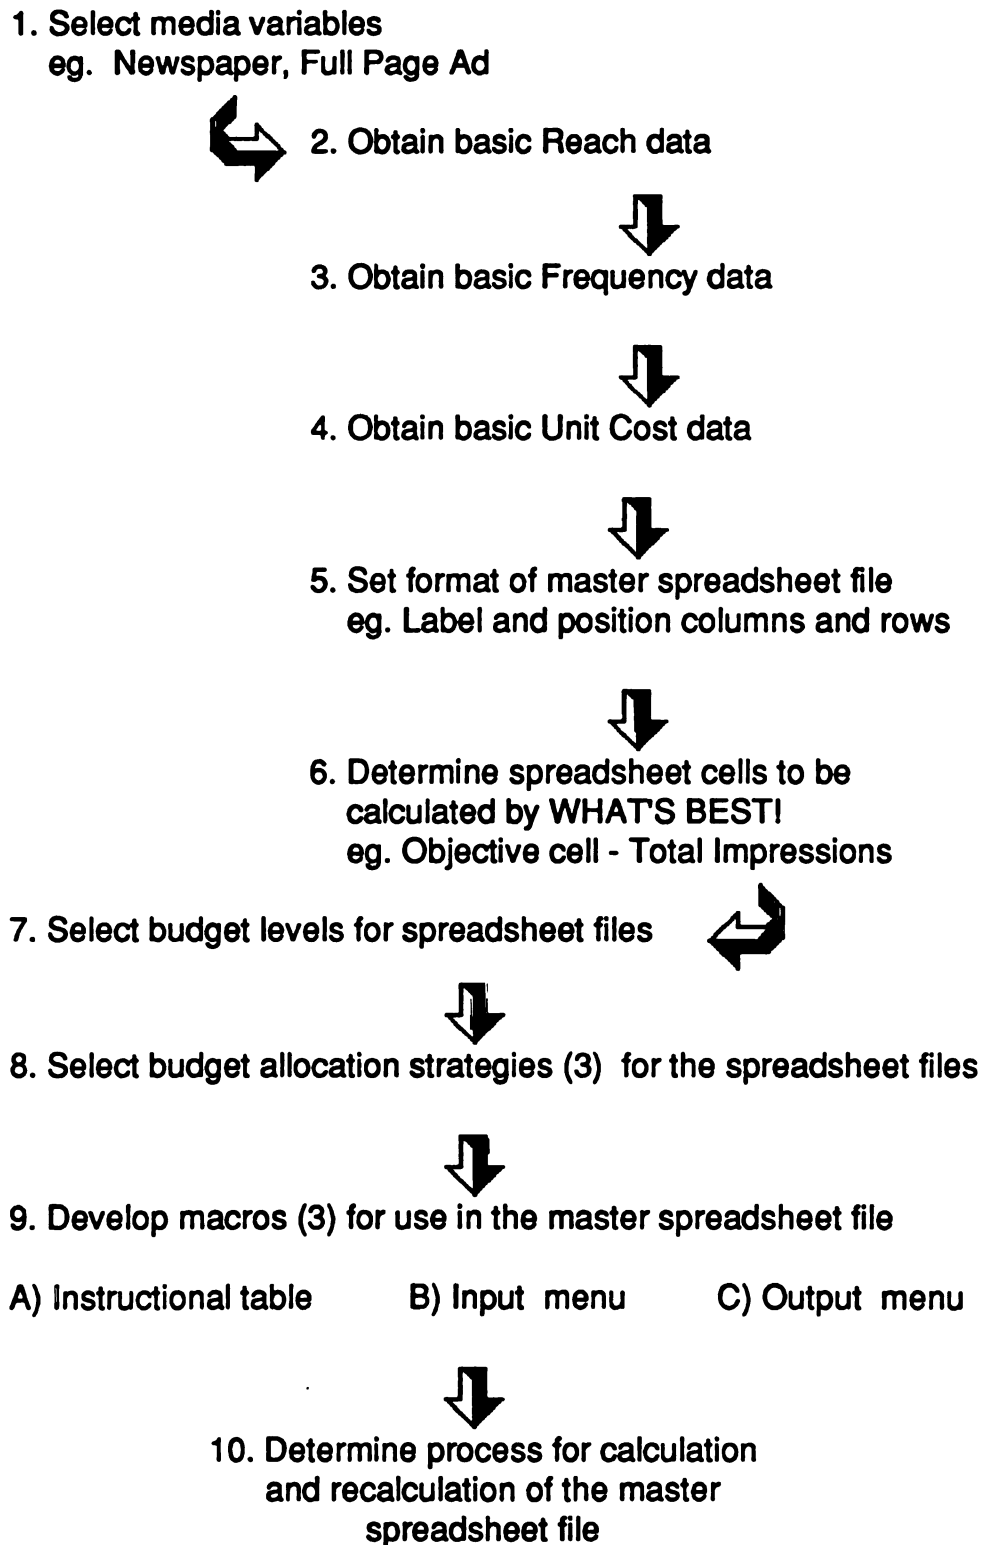 1. Select media variables
eg. Newspaper, Full Page Ad
2. Obtain basic Reach data
3. Obtain basic Frequency data
4. Obtain basic Unit Cost data
5. Set format of master spreadsheet file
eg. Label and position columns and rows
6. Determine spreadsheet cells to be
calculated by WHAT'S BEST!
eg. Objective cell - Total Impressions
7. Select budget levels for spreadsheet files
8. Select budget allocation strategies (3) for the spreadsheet files
9. Develop macros (3) for use in the master spreadsheet file
A) Instructional table B) Input menu C) Output menu
10. Determine process for calculation
and recalculation of the master
spreadsheet file